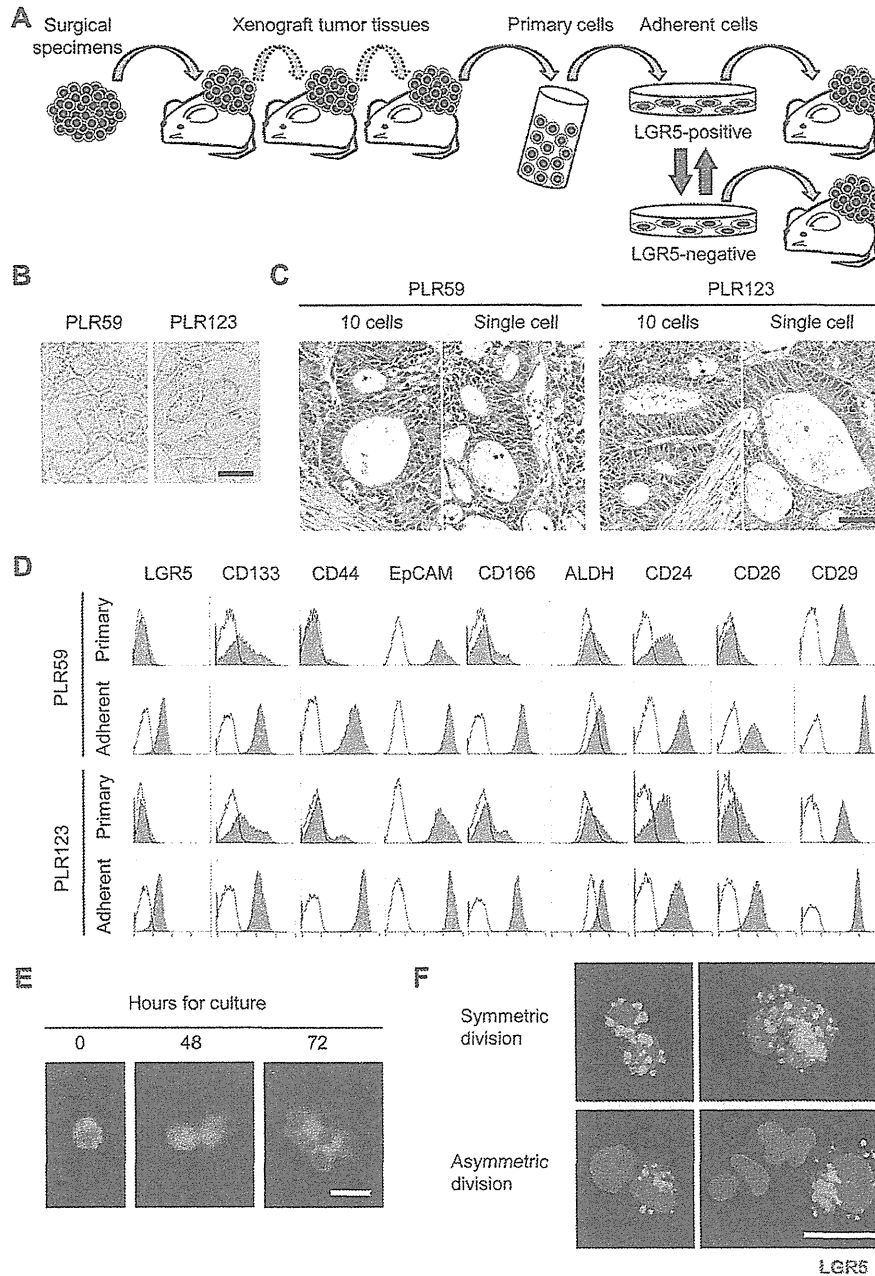 A
Surgical specimens
Xenograft tumor tissues
Primary cells
Adherent cells
LGR5-positive
LGR5-negative
B
PLR59
PLR123
C
PLR59
PLR123
10 cells
Single cell
10 cells
Single cell
D
LGR5
CD133
CD44
EpCAM
CD166
ALDH
CD24
CD26
CD29
PLR59
Primary
Adherent
PLR123
Primary
Adherent
E
Hours for culture
0
48
72
F
Symmetric
division
Asymmetric
division
LGR5